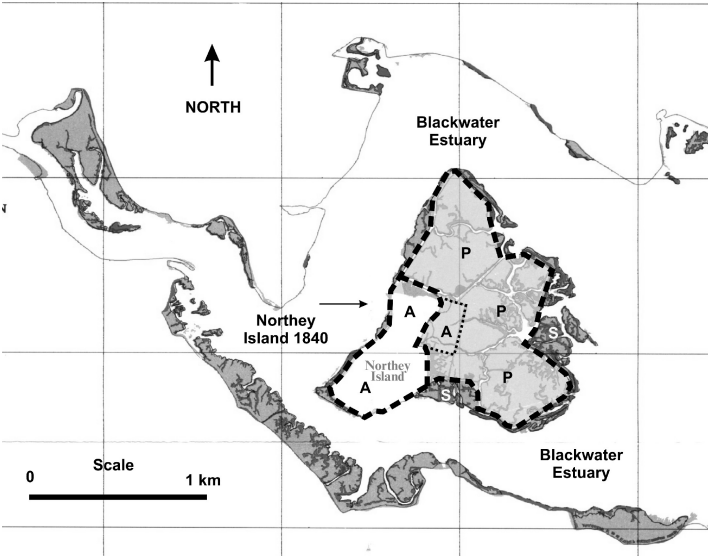 NORTH
Blackwater
Estuary
N
P
A
P
A
Northey
Island 1840
S
Northey
Island
P
A
S
Blackwater
Estuary
Scale
0
1 km